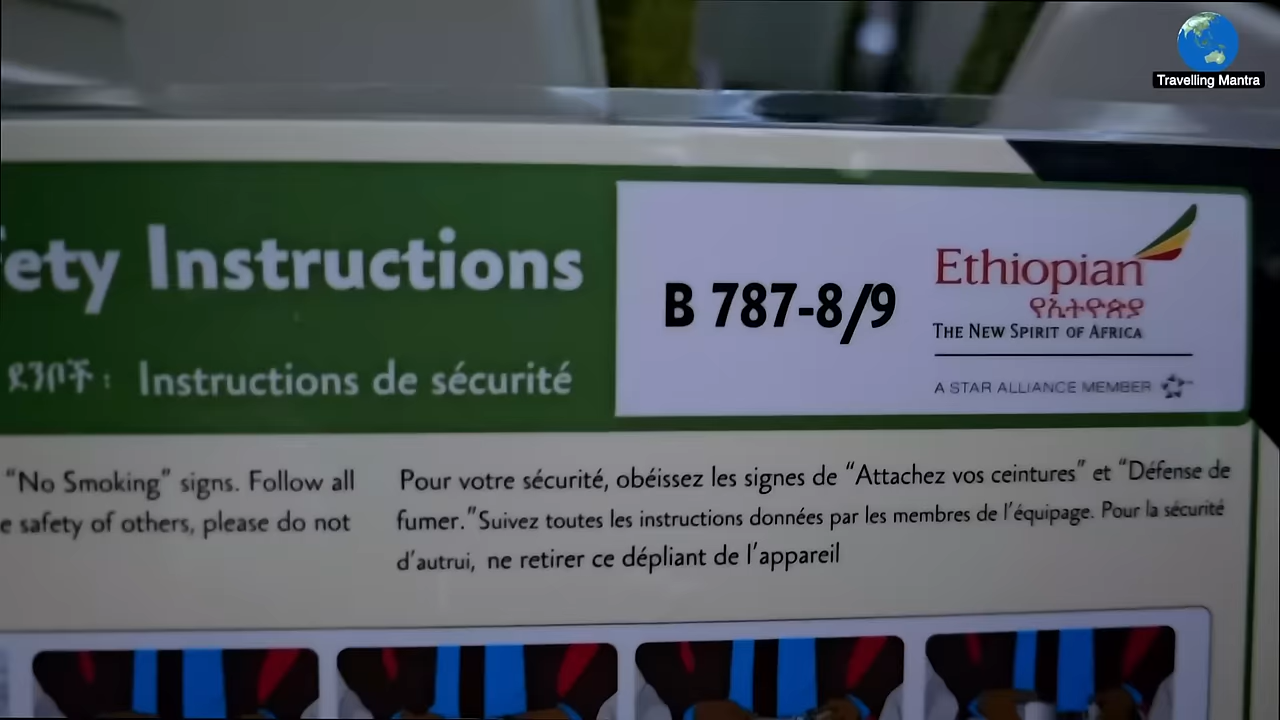 Travelling Mantra
ety Instructions
ደንቦች፡ Instructions de sécurité
B 787-8/9
Ethiopian
የኢትዮጵያ
THE NEW SPIRIT OF AFRICA
A STAR ALLIANCE MEMBER
"No Smoking" signs. Follow all
e safety of others, please do not
Pour votre sécurité, obéissez les signes de "Attachez vos ceintures" et "Défense de
fumer."Suivez toutes les instructions données par les membres de l'équipage. Pour la sécurité
d'autrui, ne retirer ce dépliant de l'appareil